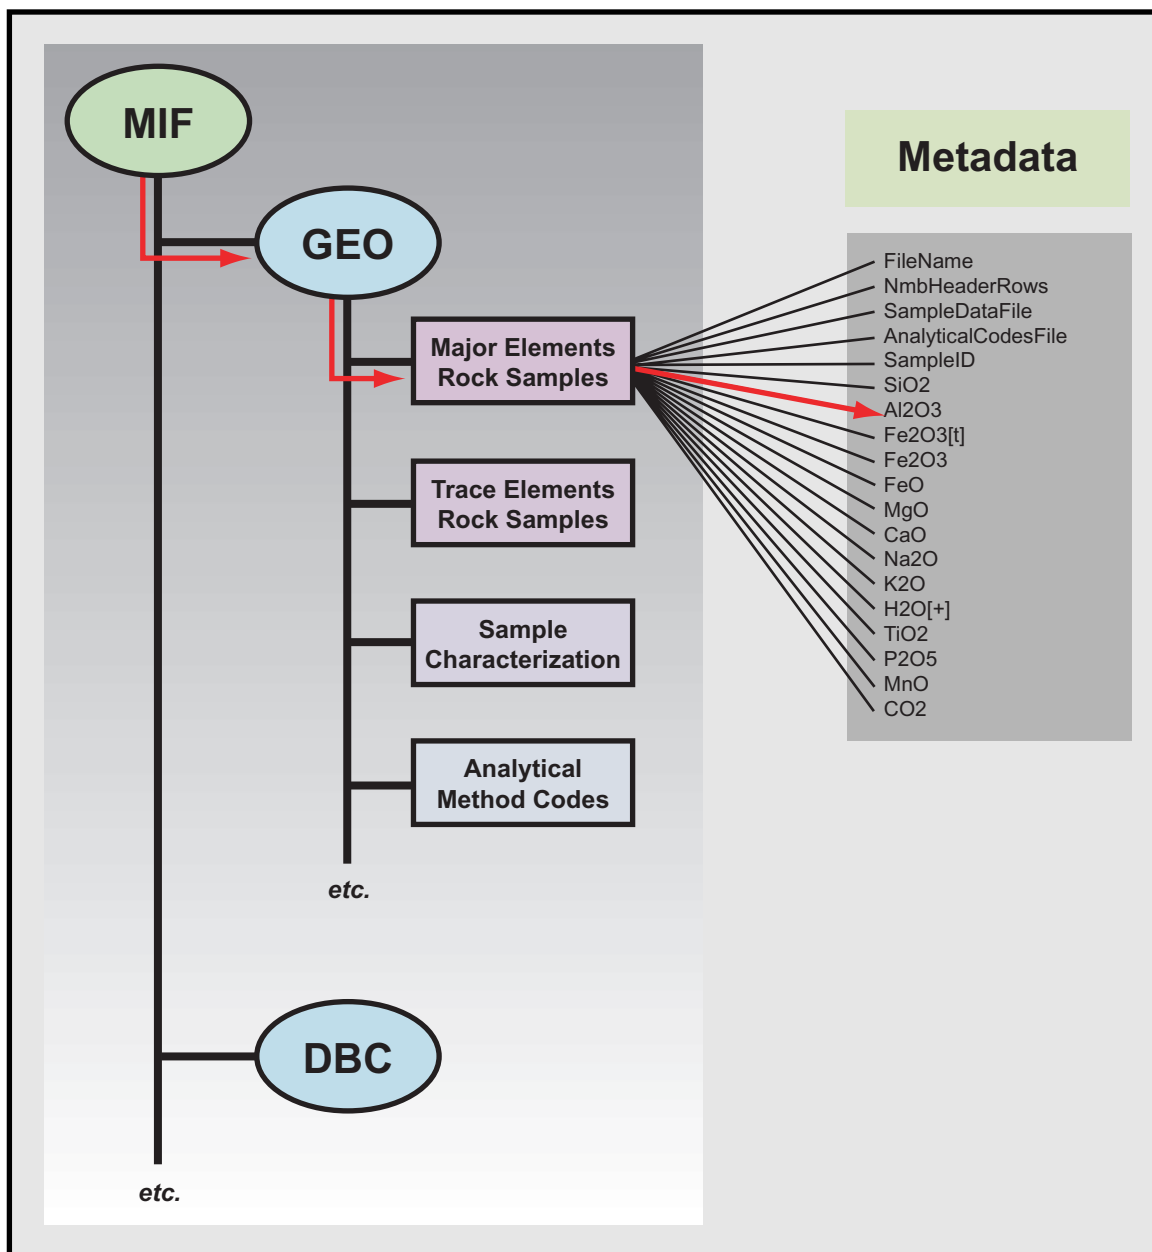 MIF
GEO
Major Elements
Rock Samples
Trace Elements
Rock Samples
Sample
Characterization
Analytical
Method Codes
etc.
DBC
etc.
Metadata
FileName
NmbHeaderRows
SampleDataFile
AnalyticalCodesFile
SampleID
SiO2
Al2O3
Fe2O3[t]
Fe2O3
FeO
MgO
CaO
Na2O
K2O
H2O[+]
TiO2
P2O5
MnO
CO2